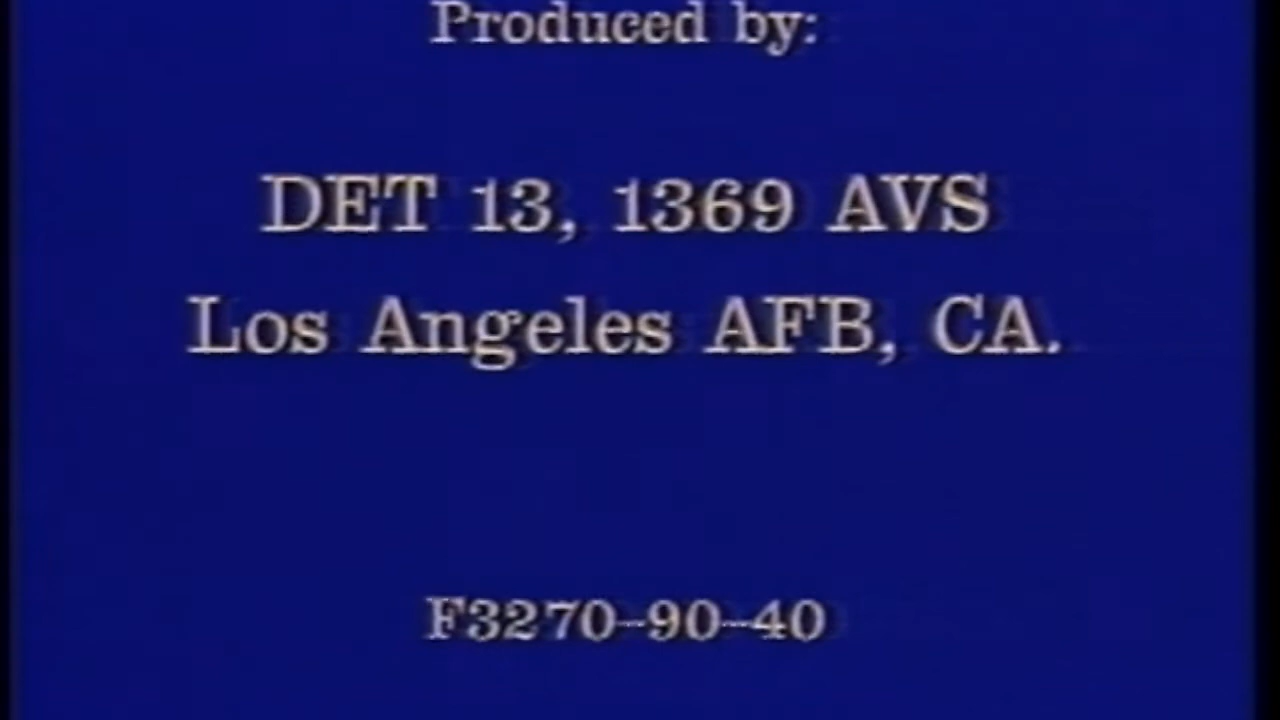 Produced by:
DET 13, 1369 AVS
Los Angeles AFB, CA.
F3270-90-40